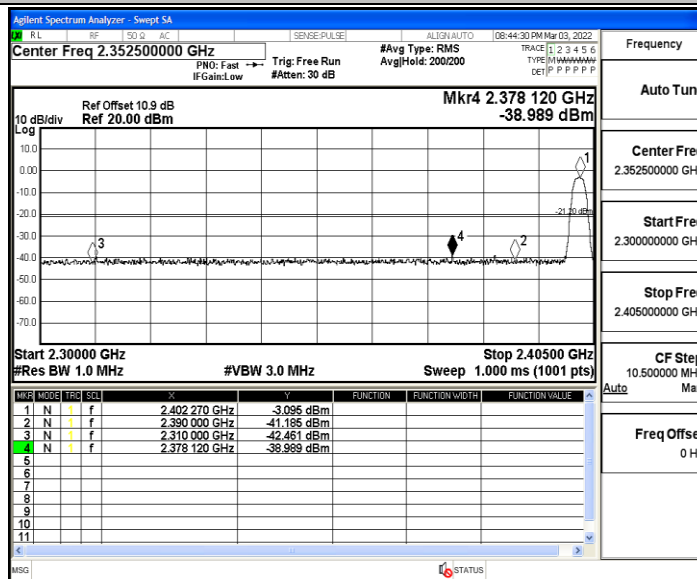 Agilent Spectrum Analyzer - Swept SA
RL RF 50 Ω AC SENSE:PULSE ALIGN AUTO 08:44:30 PM Mar 03, 2022
Center Freq 2.352500000 GHz #Avg Type: RMS TRACE 1 2 3 4 5 6
PNO: Fast Trig: Free Run Avg|Hold: 200/200 TYPE M
IFGain:Low #Atten: 30 dB DET P P P P P P
Mkr4 2.378 120 GHz
-38.989 dBm
Ref Offset 10.9 dB
10 dB/div Ref 20.00 dBm
Log
10.0
0.00
-10.0
-20.0
-30.0
-40.0
-50.0
-60.0
-70.0
1
-21.20 dBm
3
4
2
Start 2.30000 GHz Stop 2.40500 GHz
#Res BW 1.0 MHz #VBW 3.0 MHz Sweep 1.000 ms (1001 pts)
MKR MODE TRC SCL X Y FUNCTION FUNCTION WIDTH FUNCTION VALUE
1 N 1 f 2.402 270 GHz -3.095 dBm
2 N 1 f 2.390 000 GHz -41.185 dBm
3 N 1 f 2.310 000 GHz -42.461 dBm
4 N 1 f 2.378 120 GHz -38.989 dBm
5
6
7
8
9
10
11
MSG STATUS
Frequency
Auto Tun
Center Fre
2.352500000 GH
Start Fre
2.300000000 GH
Stop Fre
2.405000000 GH
CF Ste
10.500000 MH
Auto Ma
Freq Offse
0 H